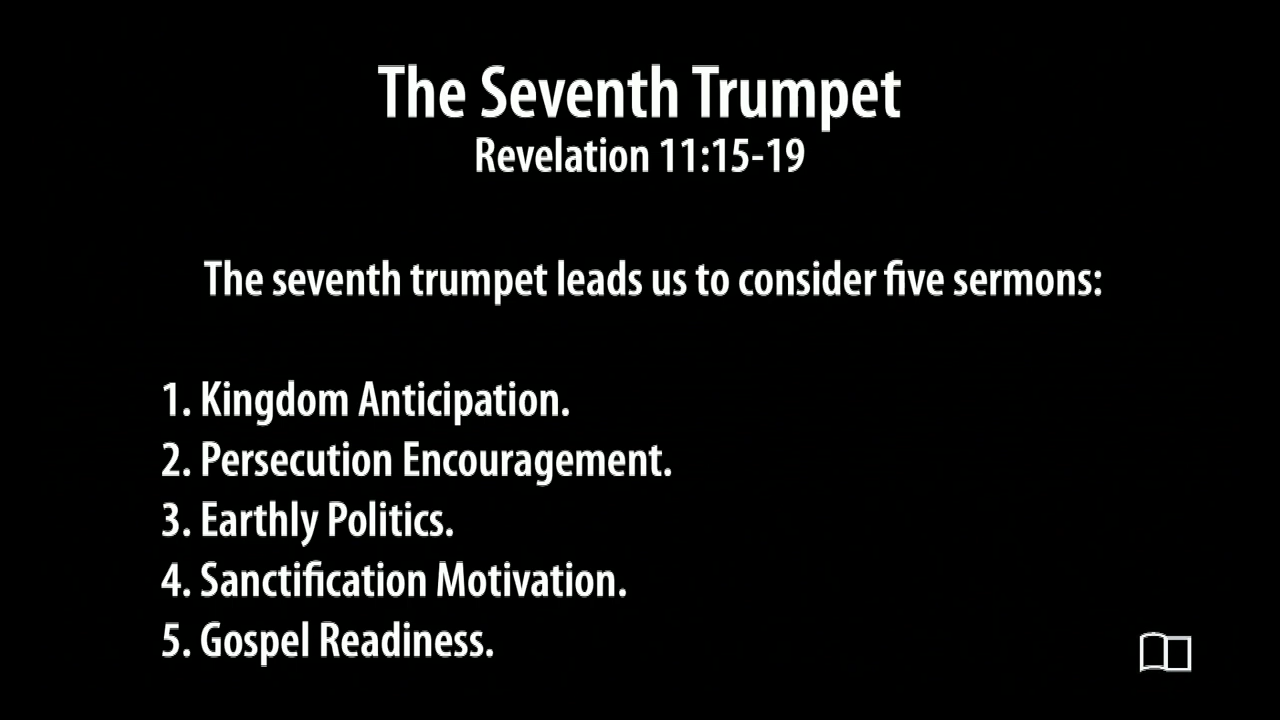 The Seventh Trumpet
Revelation 11:15-19
The seventh trumpet leads us to consider five sermons:
1. Kingdom Anticipation.
2. Persecution Encouragement.
3. Earthly Politics.
4. Sanctification Motivation.
5. Gospel Readiness.